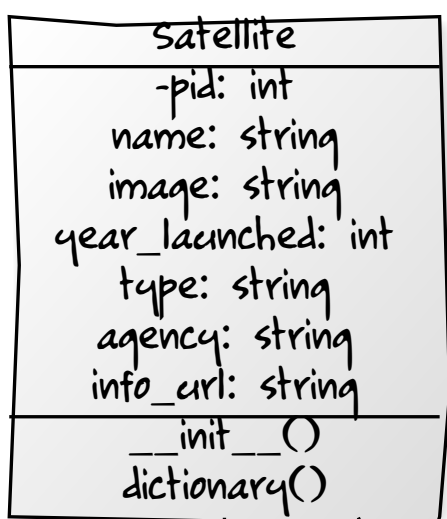 Satellite
-pid: int
name: string
image: string
year_launched: int
type: string
agency: string
info_url: string
__init__()
dictionary()